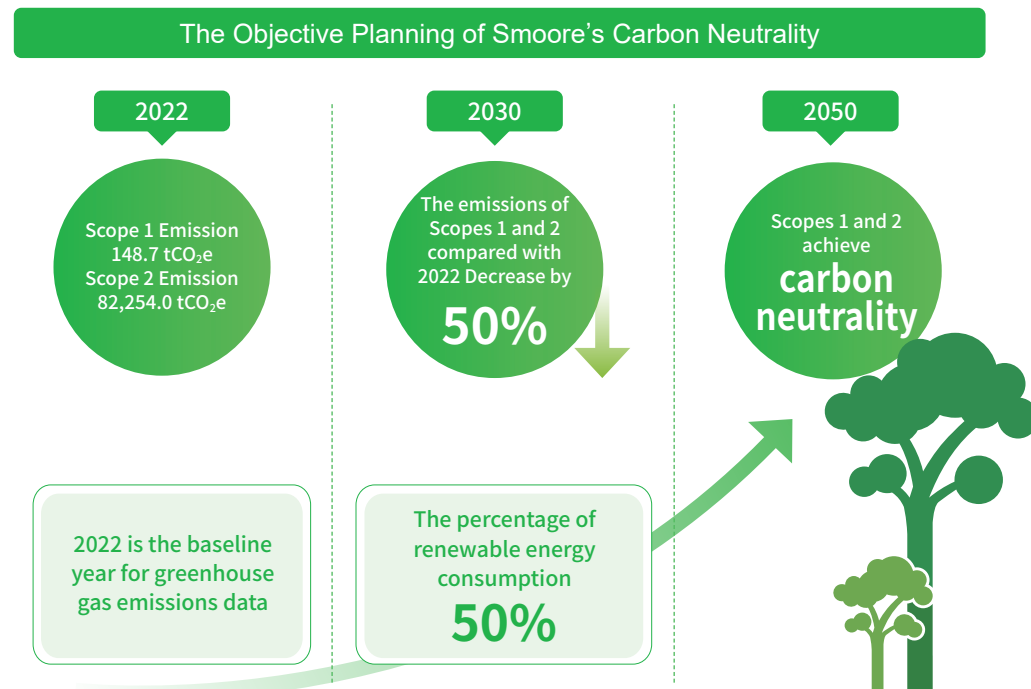 The Objective Planning of Smoore's Carbon Neutrality
2022
Scope 1 Emission
148.7 tCO₂e
Scope 2 Emission
82,254.0 tCO₂e
2022 is the baseline
year for greenhouse
gas emissions data
2030
The emissions of
Scopes 1 and 2
compared with
2022 Decrease by
50%
The percentage of
renewable energy
consumption
50%
2050
Scopes 1 and 2
achieve
carbon
neutrality